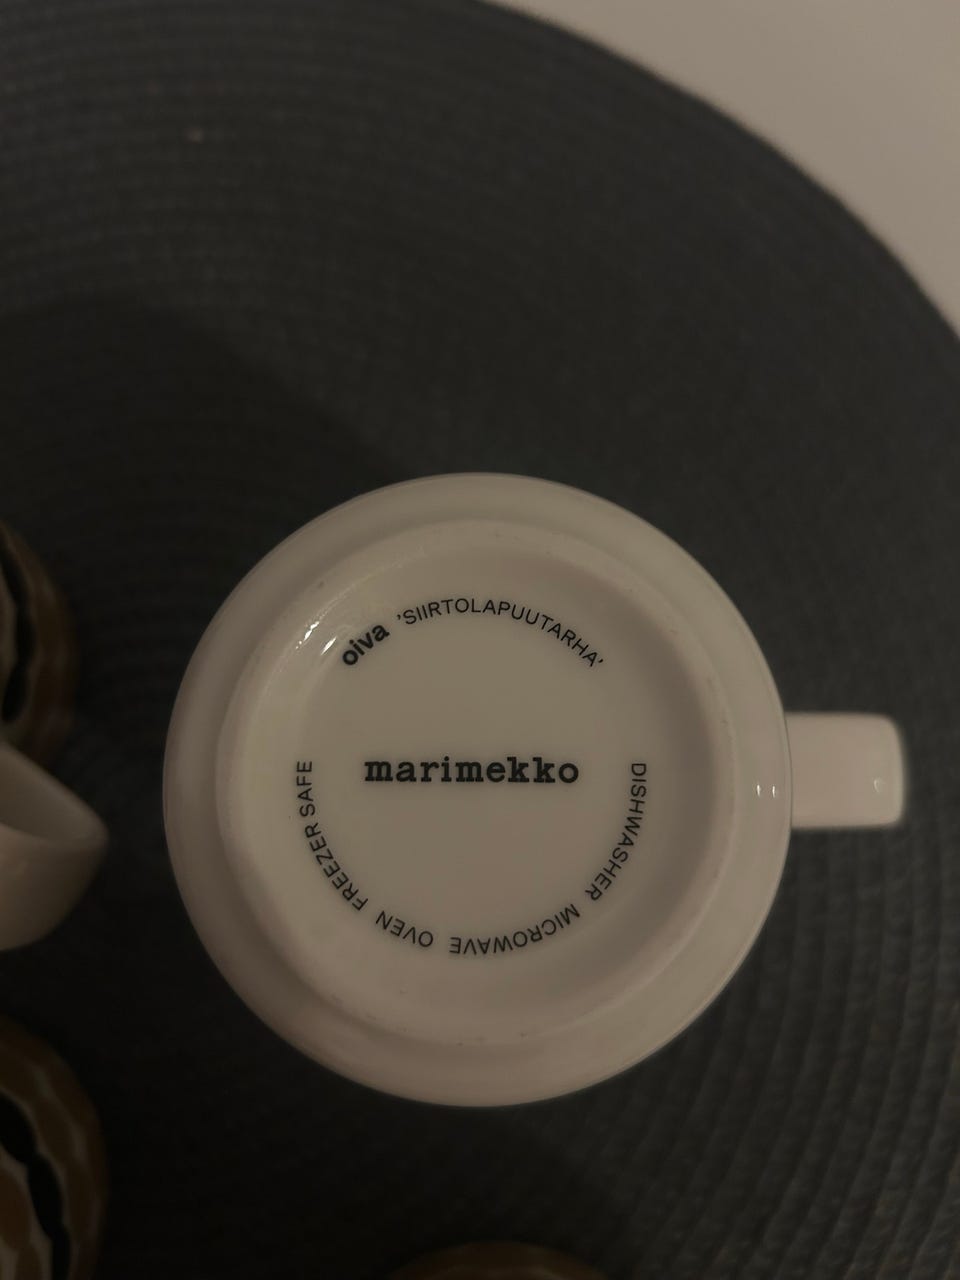 oiva ’SIIRTOLAPUUTARHA’
marimekko
DISHWASHER MICROWAVE OVEN FREEZER SAFE